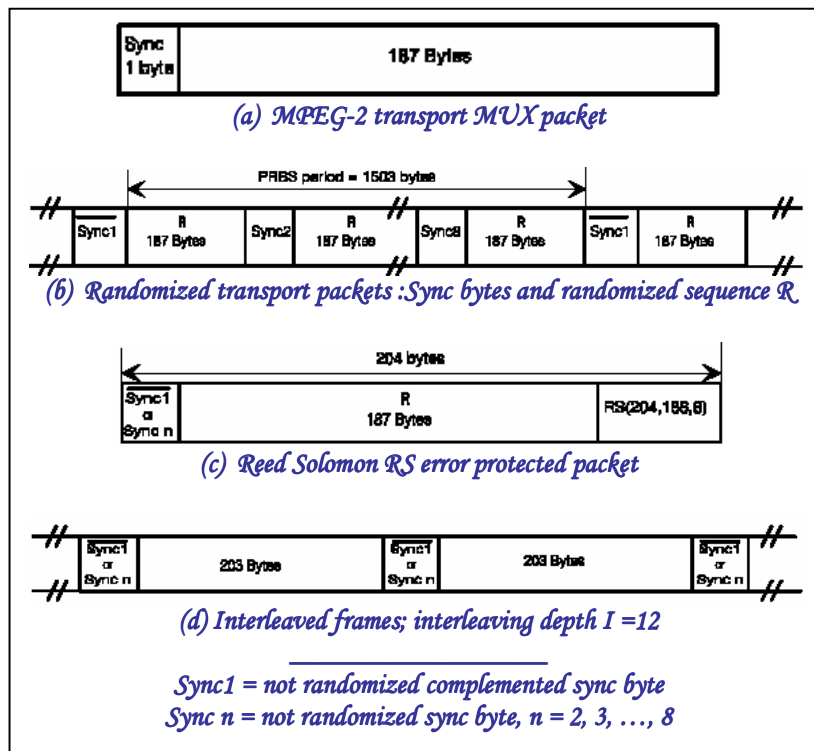 Sync
1 byte
187 Bytes
(a) MPEG-2 transport MUX packet
PRBS period = 1503 bytes
Sync1
R
187 Bytes
Sync2
R
187 Bytes
Sync8
R
187 Bytes
Sync1
R
187 Bytes
(b) Randomized transport packets :Sync bytes and randomized sequence R
204 bytes
Sync1
or
Sync n
R
187 Bytes
RS(204,188,8)
(c) Reed Solomon RS error protected packet
Sync1
or
Sync n
203 Bytes
Sync1
or
Sync n
203 Bytes
Sync1
or
Sync n
(d) Interleaved frames; interleaving depth I =12
Sync1 = not randomized complemented sync byte
Sync n = not randomized sync byte, n = 2, 3, …, 8